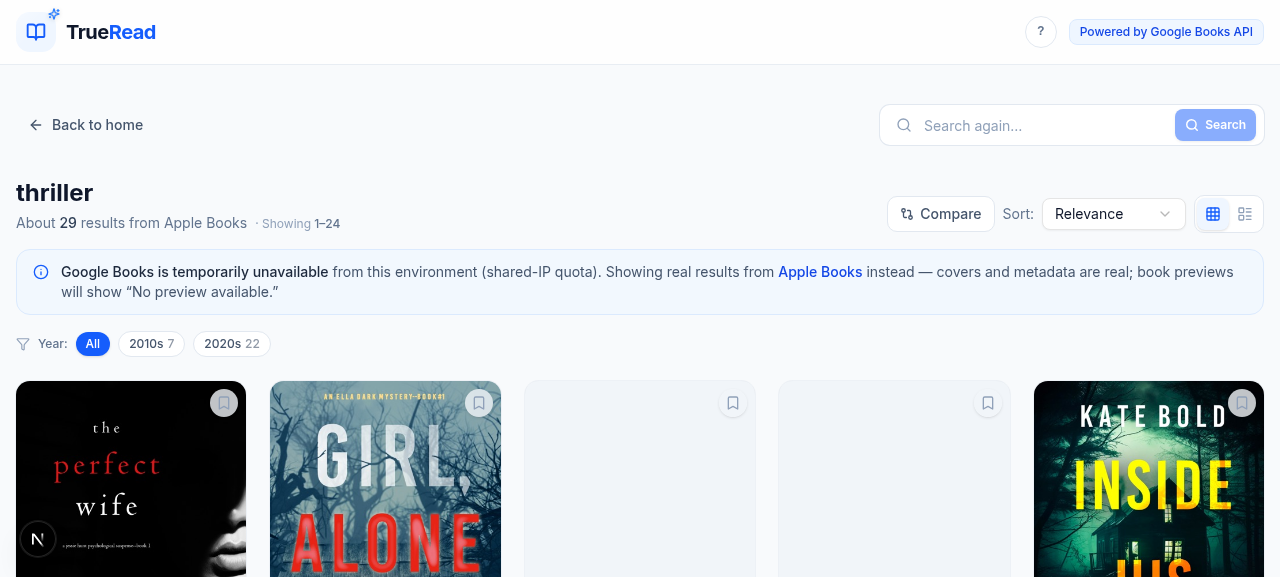 TrueRead
?
Powered by Google Books API
Back to home
Search again...
Search
thriller
About 29 results from Apple Books · Showing 1–24
Compare
Sort:
Relevance
Google Books is temporarily unavailable from this environment (shared-IP quota). Showing real results from Apple Books instead — covers and metadata are real; book previews
will show “No preview available.”
Year:
All
2010s 7
2020s 22
the
perfect
wife
N
AN ELLA DARK MYSTERY—BOOK #1
GIRL,
ALONE
KATE BOLD
INSIDE
HIS